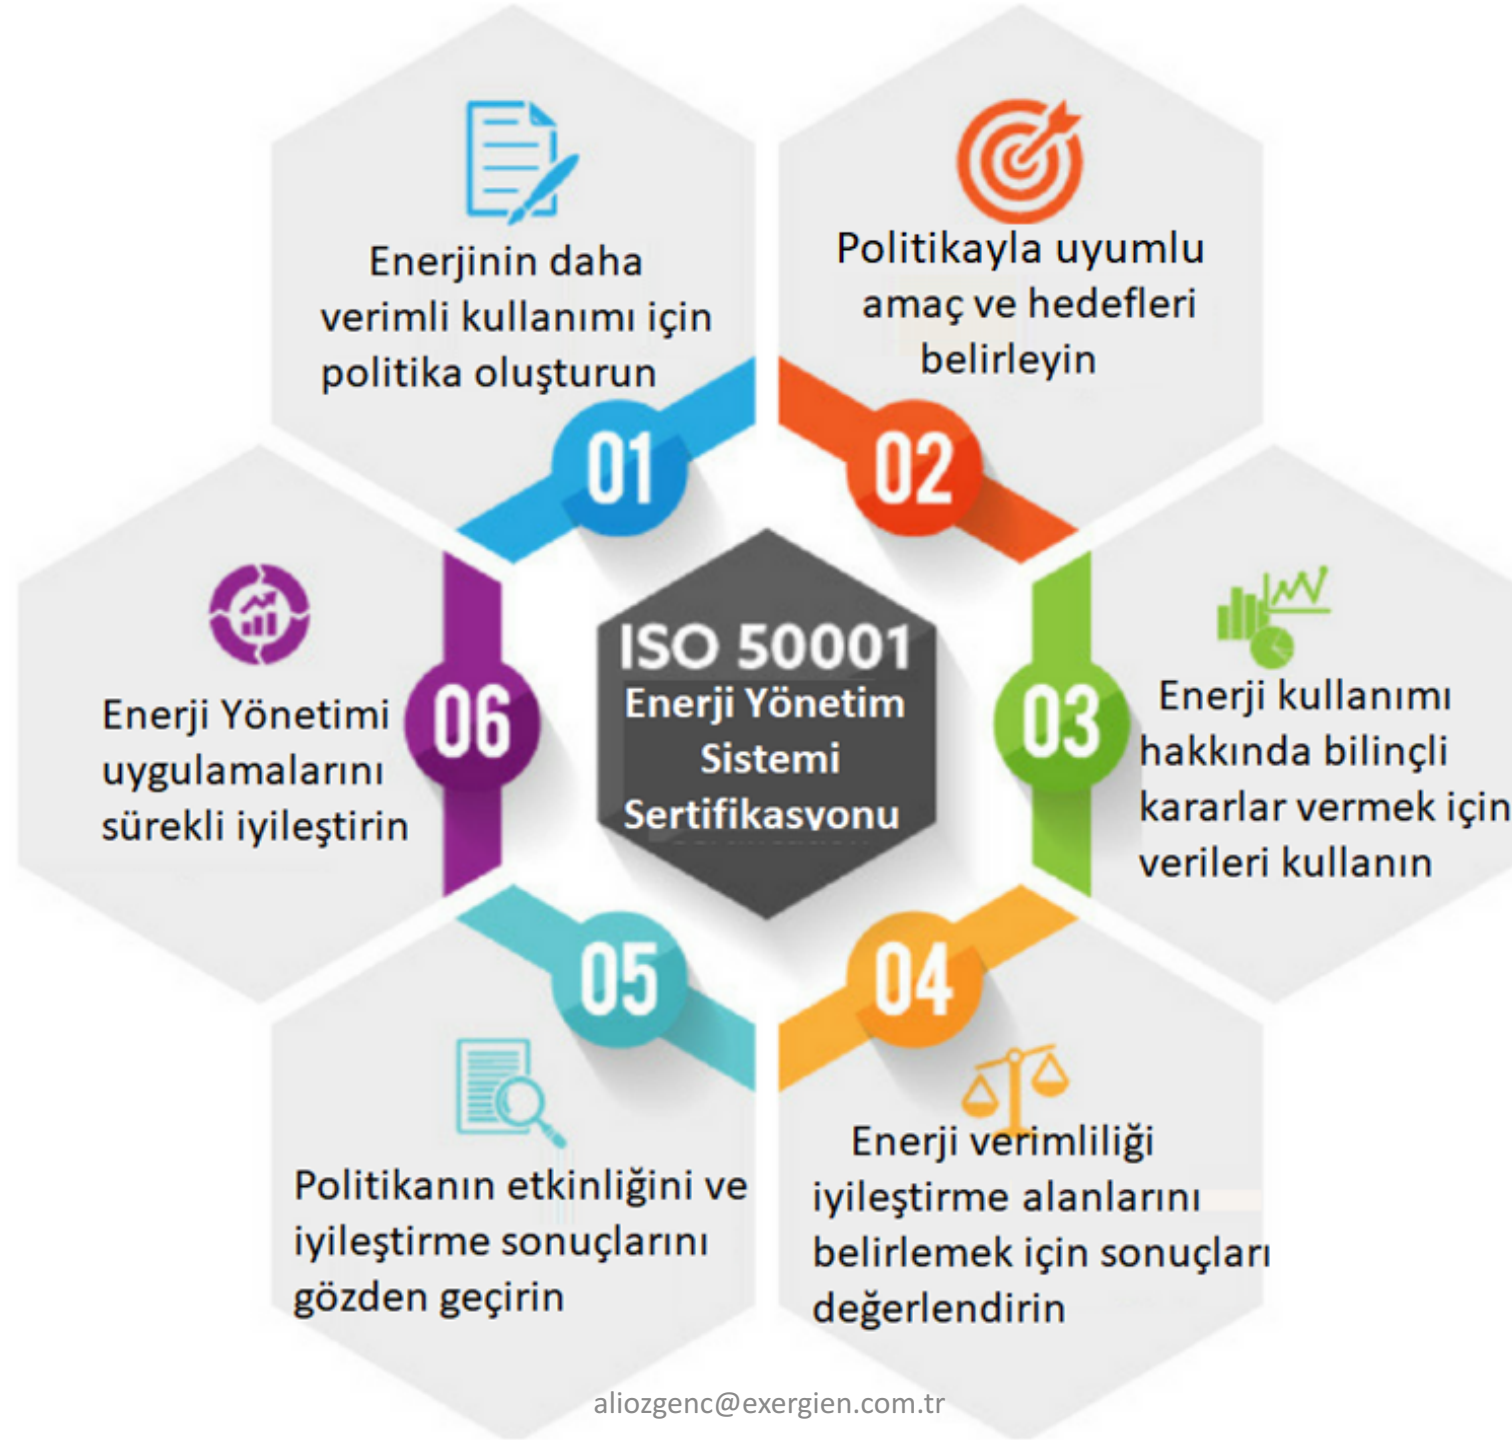 Enerjinin daha
verimli kullanımı için
politika oluşturun
01
Politikayla uyumlu
amaç ve hedefleri
belirleyin
02
Enerji kullanımı
hakkında bilinçli
kararlar vermek için
verileri kullanın
03
Enerji verimliliği
iyileştirme alanlarını
belirlemek için sonuçları
değerlendirin
04
Politikanın etkinliğini ve
iyileştirme sonuçlarını
gözden geçirin
05
Enerji Yönetimi
uygulamalarını
sürekli iyileştirin
06
ISO 50001
Enerji Yönetim
Sistemi
Sertifikasyonu
aliozgenc@exergien.com.tr